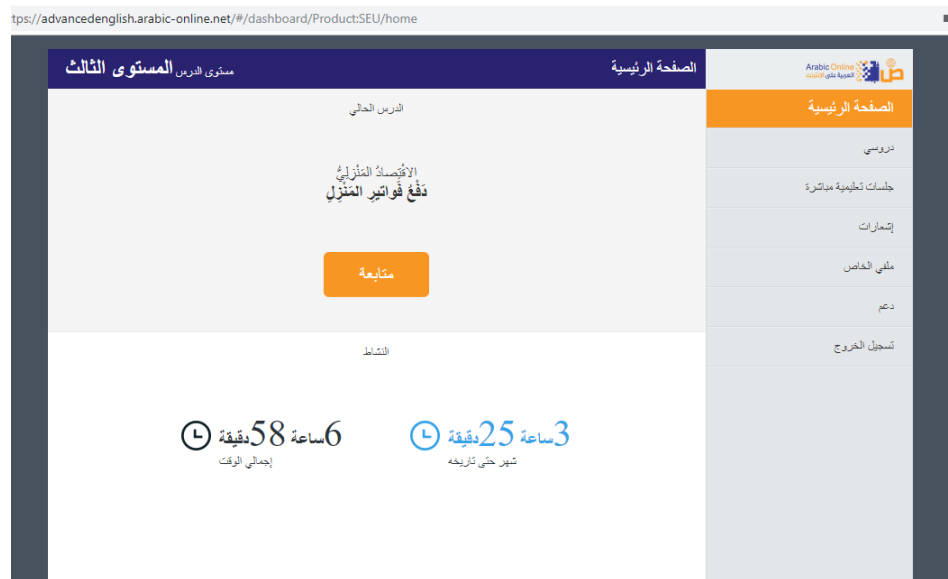 tps://advancedenglish.arabic-online.net/#/dashboard/Product:SEU/home
Arabic Online
العربية على الإنترنت
ض
الصفحة الرئيسية
مستوى الدرس المستوى الثالث
الصفحة الرئيسية
دروسي
جلسات تعليمية مباشرة
إشعارات
ملفي الخاص
دعم
تسجيل الخروج
الدرس الحالي
الاقْتِصادُ المَنْزِلِيُّ
دَفْعُ فَواتيرِ المَنْزِلِ
متابعة
النشاط
3ساعة 25دقيقة
شهر حتى تاريخه
6ساعة 58دقيقة
إجمالي الوقت